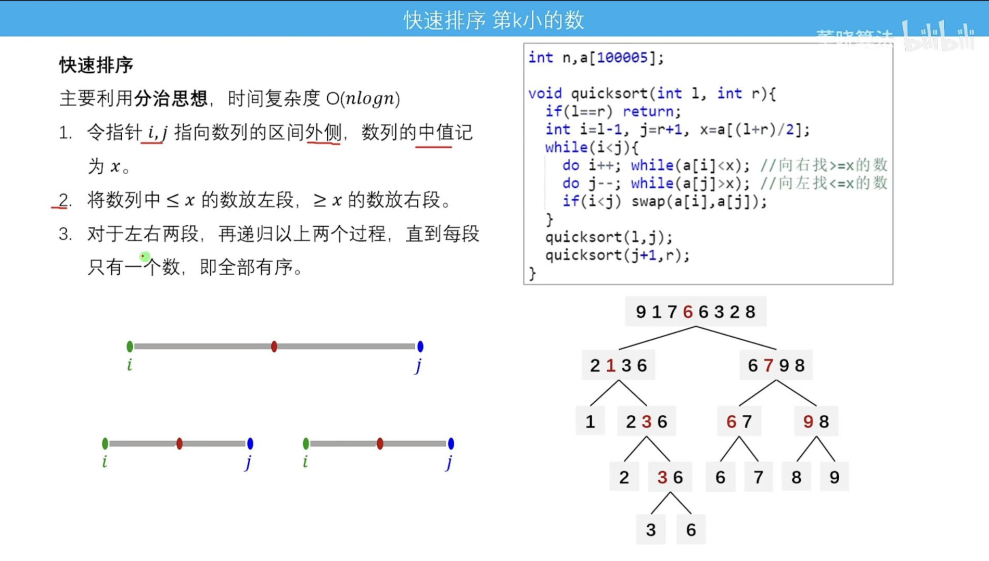 快速排序 第k小的数
董晓算法 bilibili
快速排序
主要利用分治思想，时间复杂度 O(nlogn)
1. 令指针 i,j 指向数列的区间外侧，数列的中值记
为 x。
2. 将数列中 ≤ x 的数放左段，≥ x 的数放右段。
3. 对于左右两段，再递归以上两个过程，直到每段
只有一个数，即全部有序。
int n,a[100005];
void quicksort(int l, int r){
if(l==r) return;
int i=l-1, j=r+1, x=a[(l+r)/2];
while(i<j){
do i++; while(a[i]<x); //向右找>=x的数
do j--; while(a[j]>x); //向左找<=x的数
if(i<j) swap(a[i],a[j]);
}
quicksort(l,j);
quicksort(j+1,r);
}
i j
i j i j
9 1 7 6 6 3 2 8
2 1 3 6 6 7 9 8
1 2 3 6 6 7 9 8
2 3 6 6 7 8 9
3 6